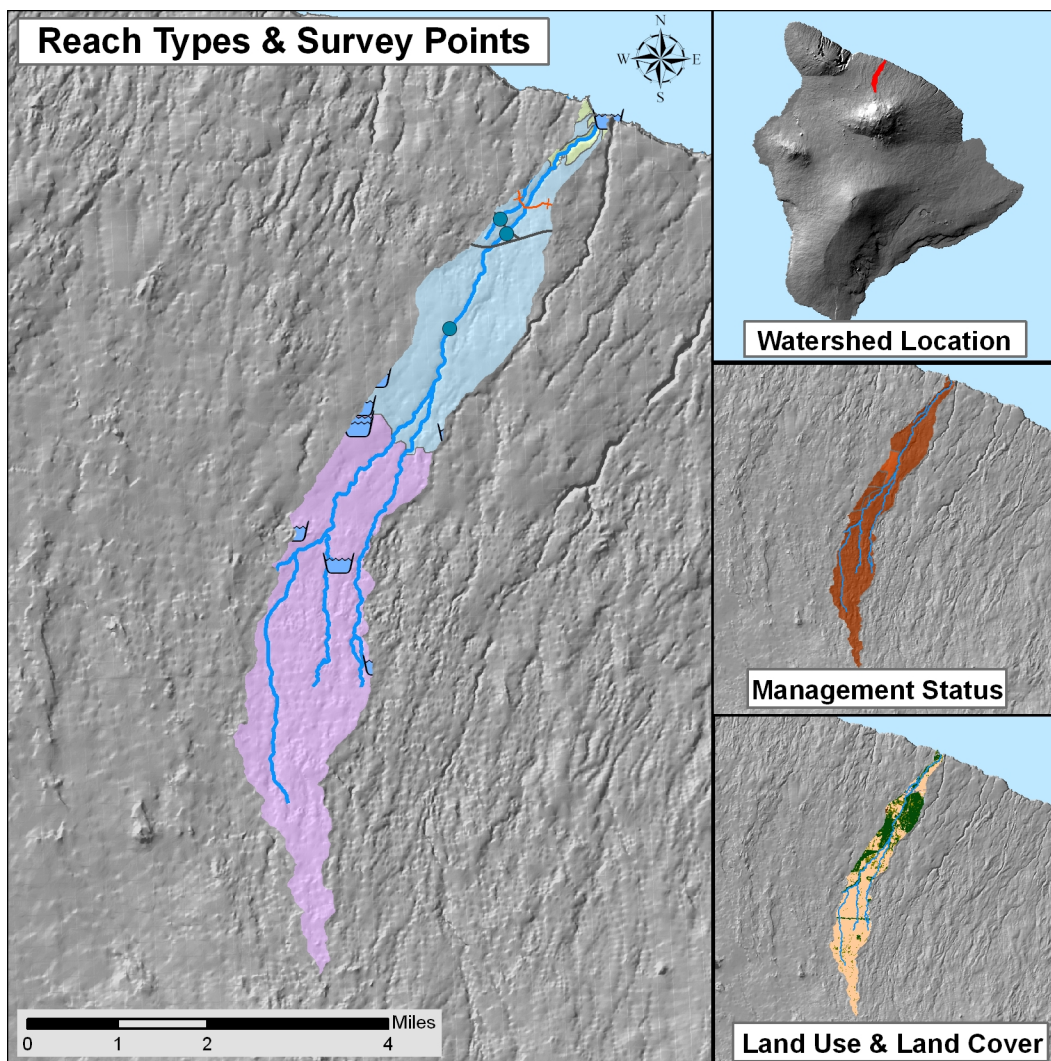 Reach Types & Survey Points
N
W
E
S
Watershed Location
Management Status
Land Use & Land Cover
Miles
0
1
2
4